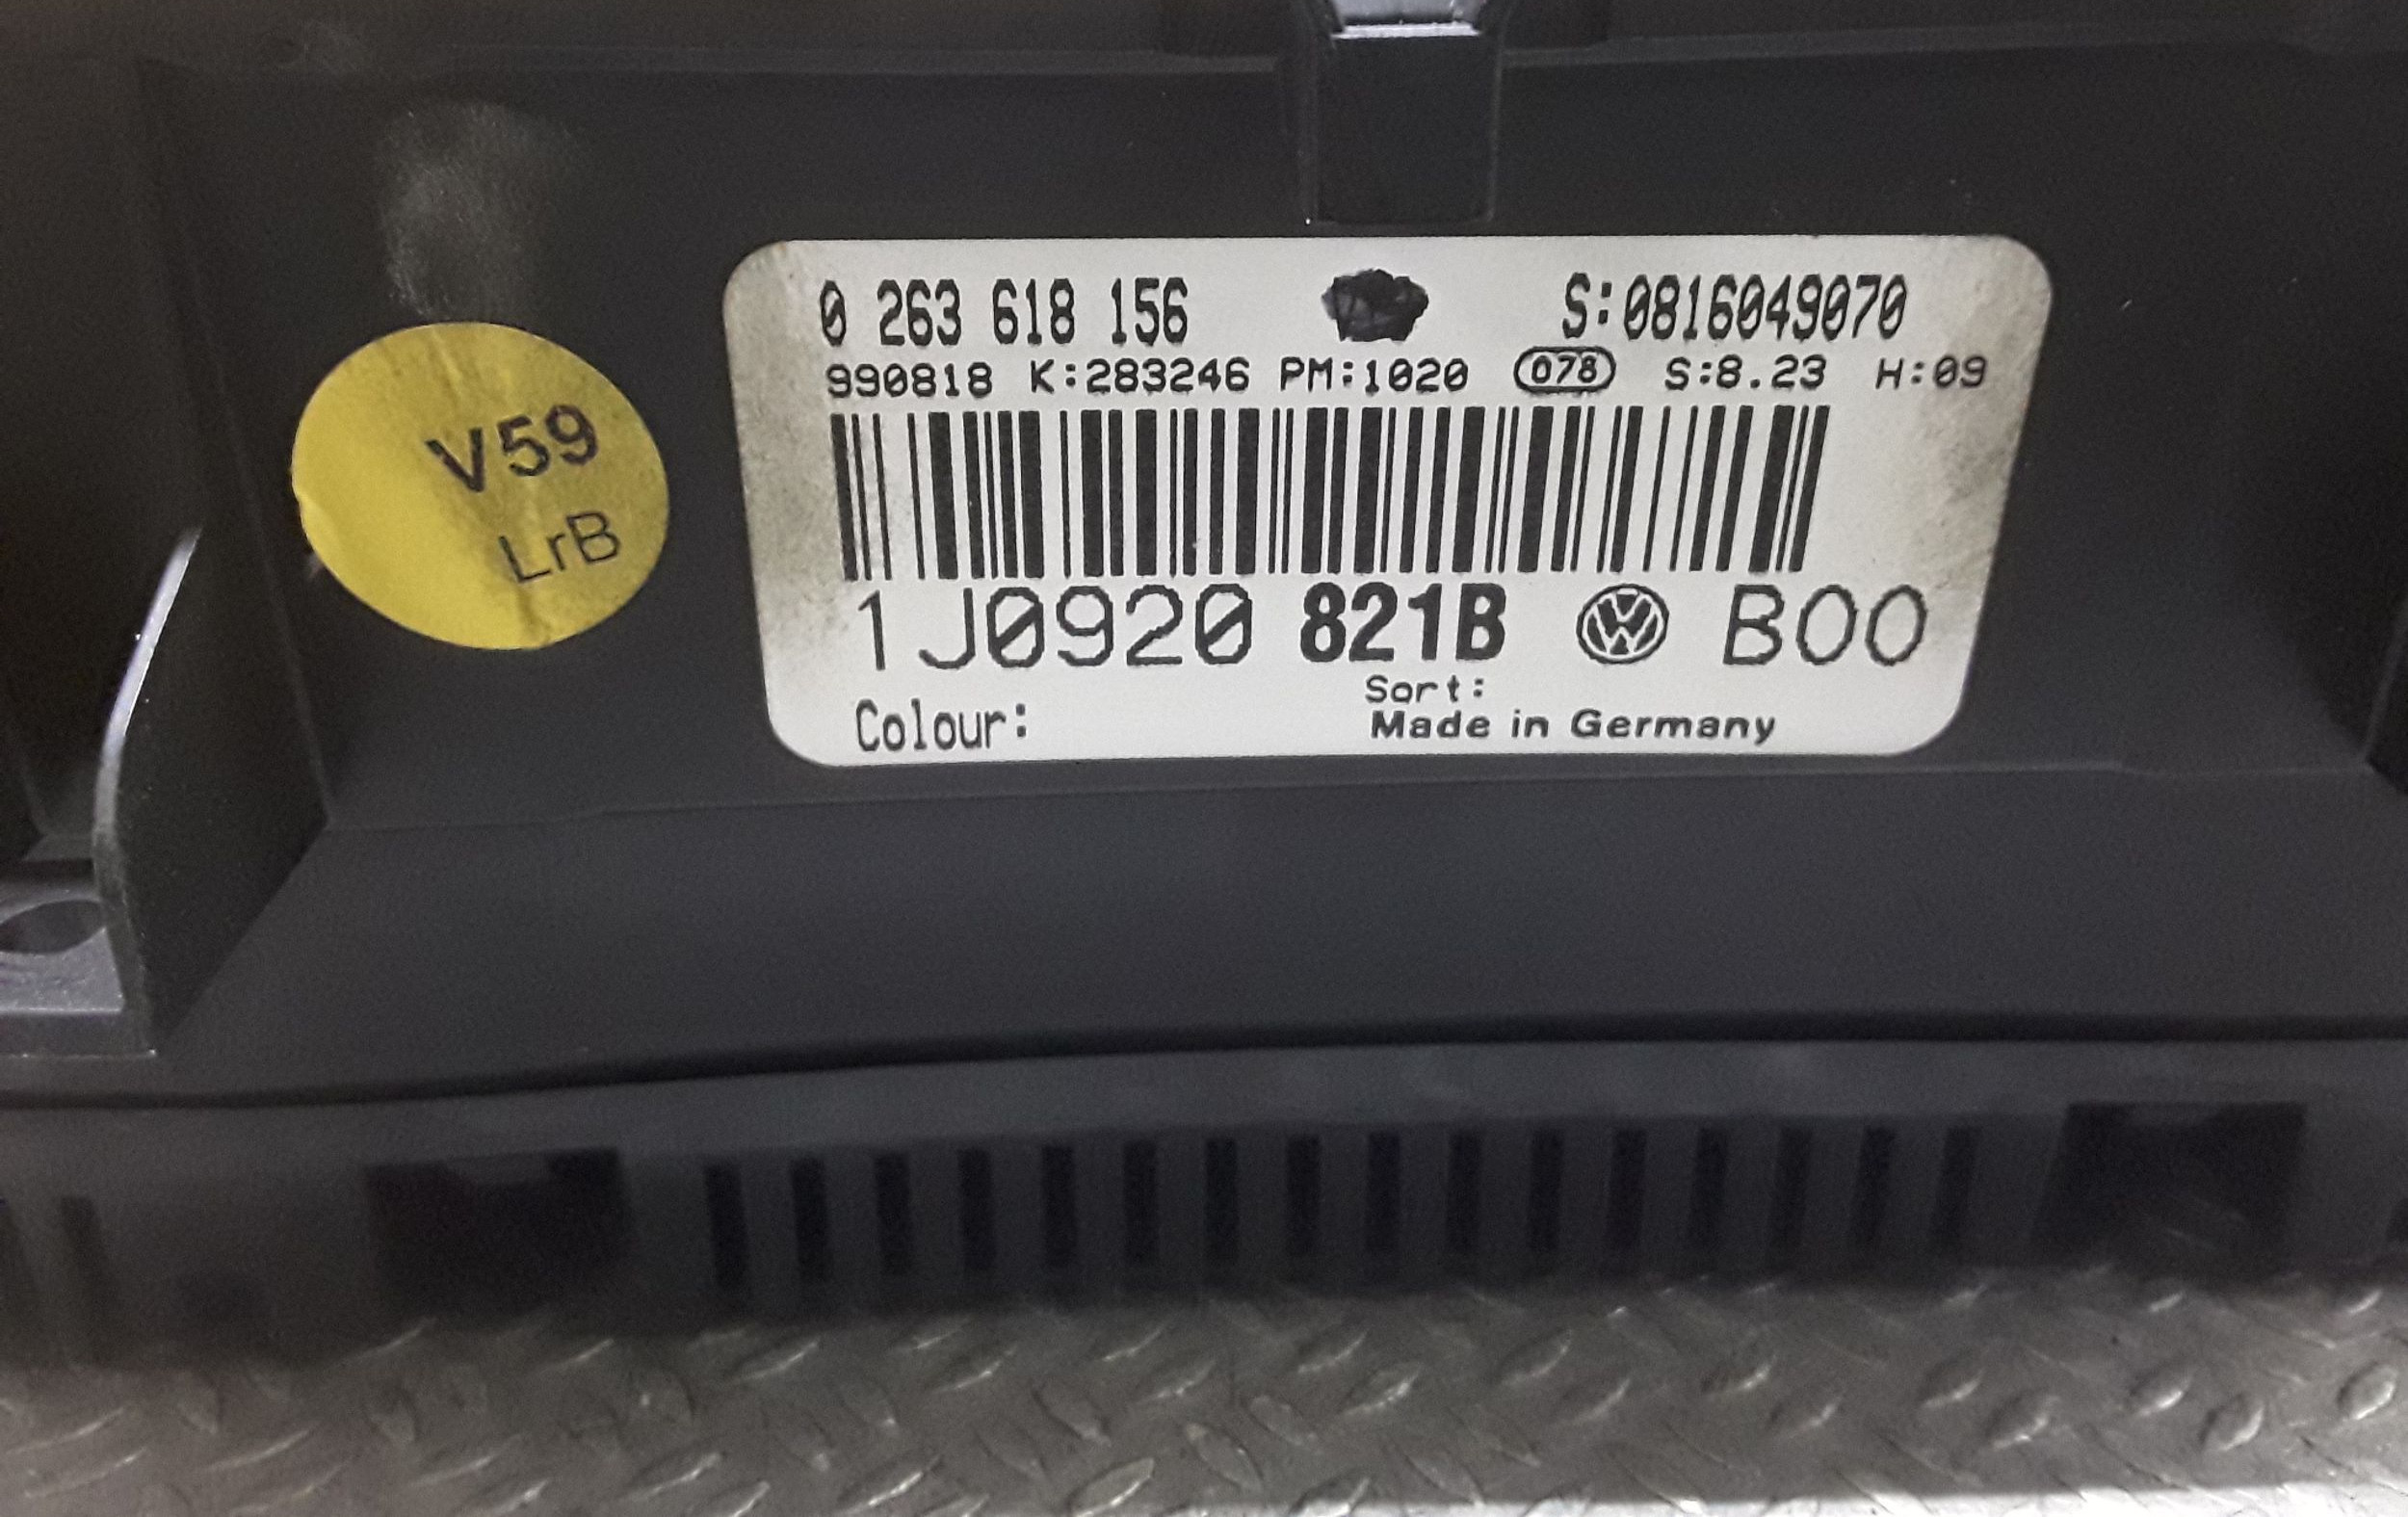 V59
LrB
0 263 618 156 S:0816049070
990818 K:283246 PM:1020 078 S:8.23 H:09
1J0920 821B VW B00
Sort:
Colour: Made in Germany